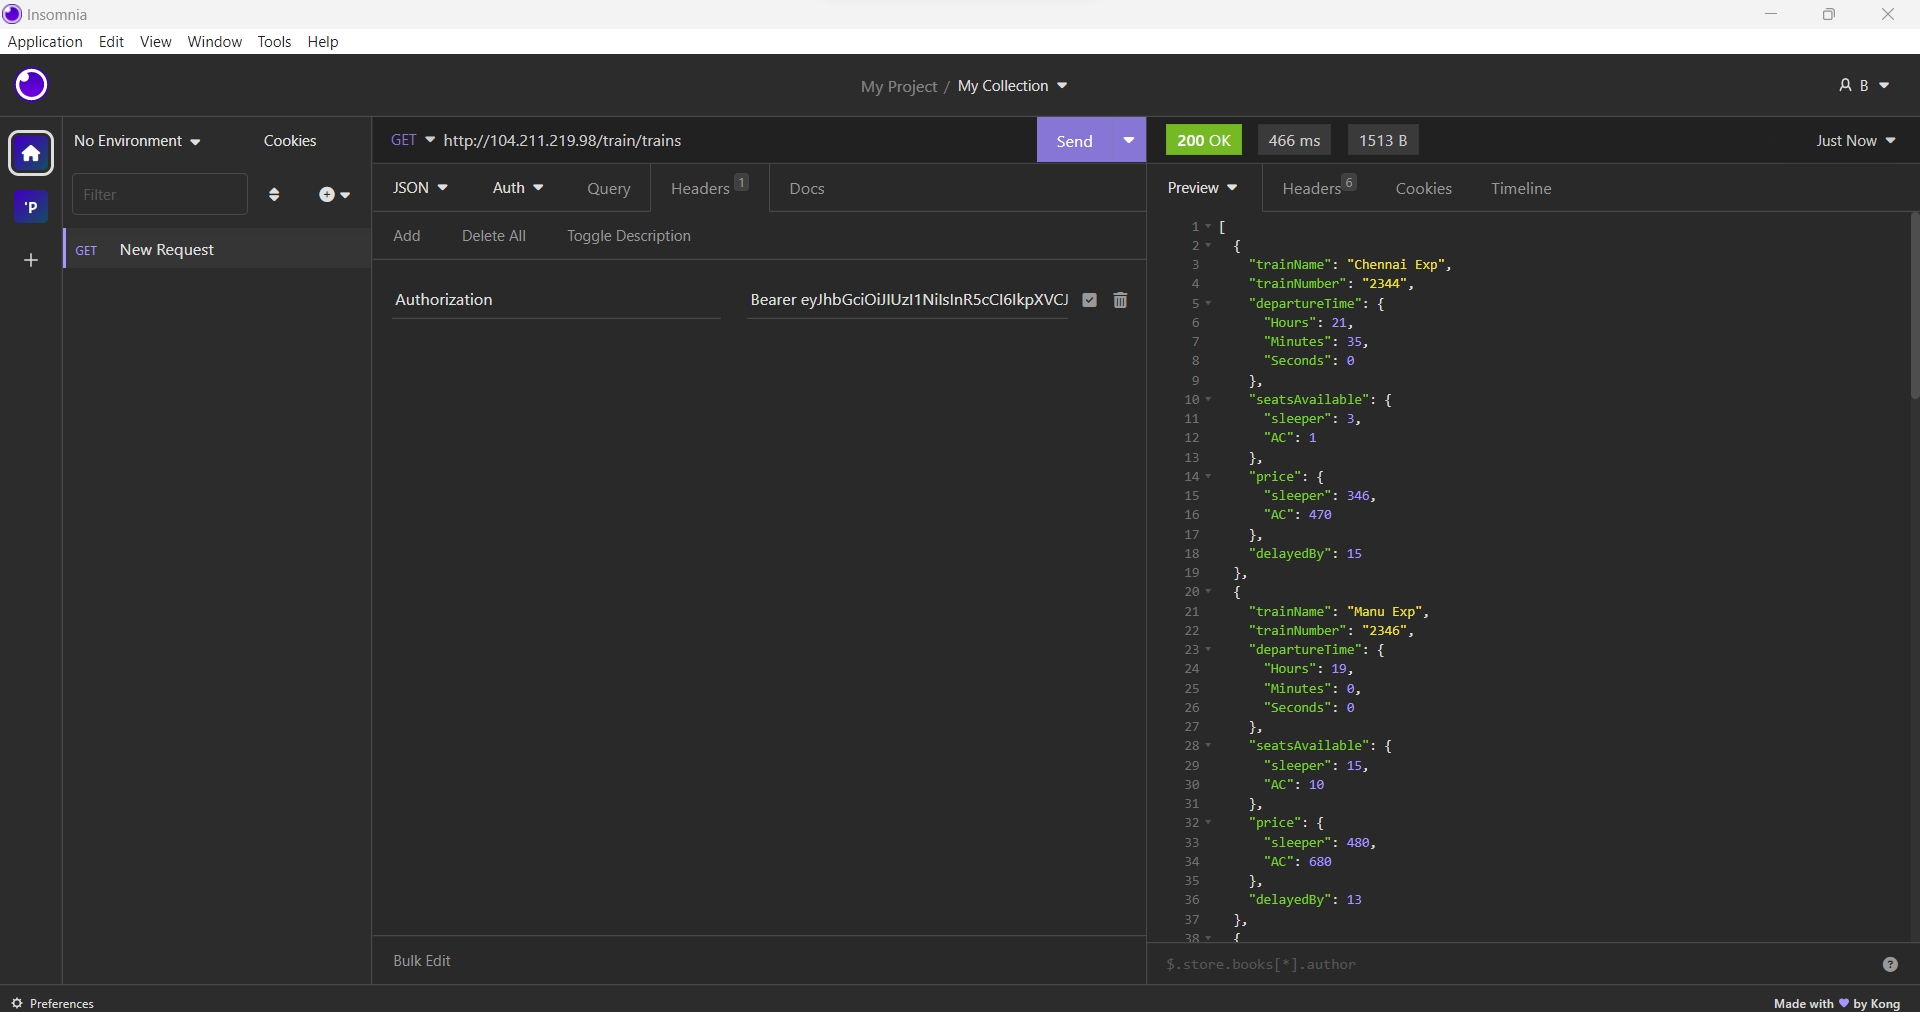 Insomnia
Application Edit View Window Tools Help
My Project / My Collection
B
'P
No Environment Cookies
Filter
GET New Request
GET http://104.211.219.98/train/trains Send
JSON Auth Query Headers 1 Docs
Add Delete All Toggle Description
Authorization Bearer eyJhbGciOiJIUzI1NiIsInR5cCI6IkpXVCJ
Bulk Edit
200 OK 466 ms 1513 B Just Now
Preview Headers 6 Cookies Timeline
1 [
2 {
3 "trainName": "Chennai Exp",
4 "trainNumber": "2344",
5 "departureTime": {
6 "Hours": 21,
7 "Minutes": 35,
8 "Seconds": 0
9 },
10 "seatsAvailable": {
11 "sleeper": 3,
12 "AC": 1
13 },
14 "price": {
15 "sleeper": 346,
16 "AC": 470
17 },
18 "delayedBy": 15
19 },
20 {
21 "trainName": "Manu Exp",
22 "trainNumber": "2346",
23 "departureTime": {
24 "Hours": 19,
25 "Minutes": 0,
26 "Seconds": 0
27 },
28 "seatsAvailable": {
29 "sleeper": 15,
30 "AC": 10
31 },
32 "price": {
33 "sleeper": 480,
34 "AC": 680
35 },
36 "delayedBy": 13
37 },
38 {
$.store.books[*].author
Preferences
Made with 💜 by Kong